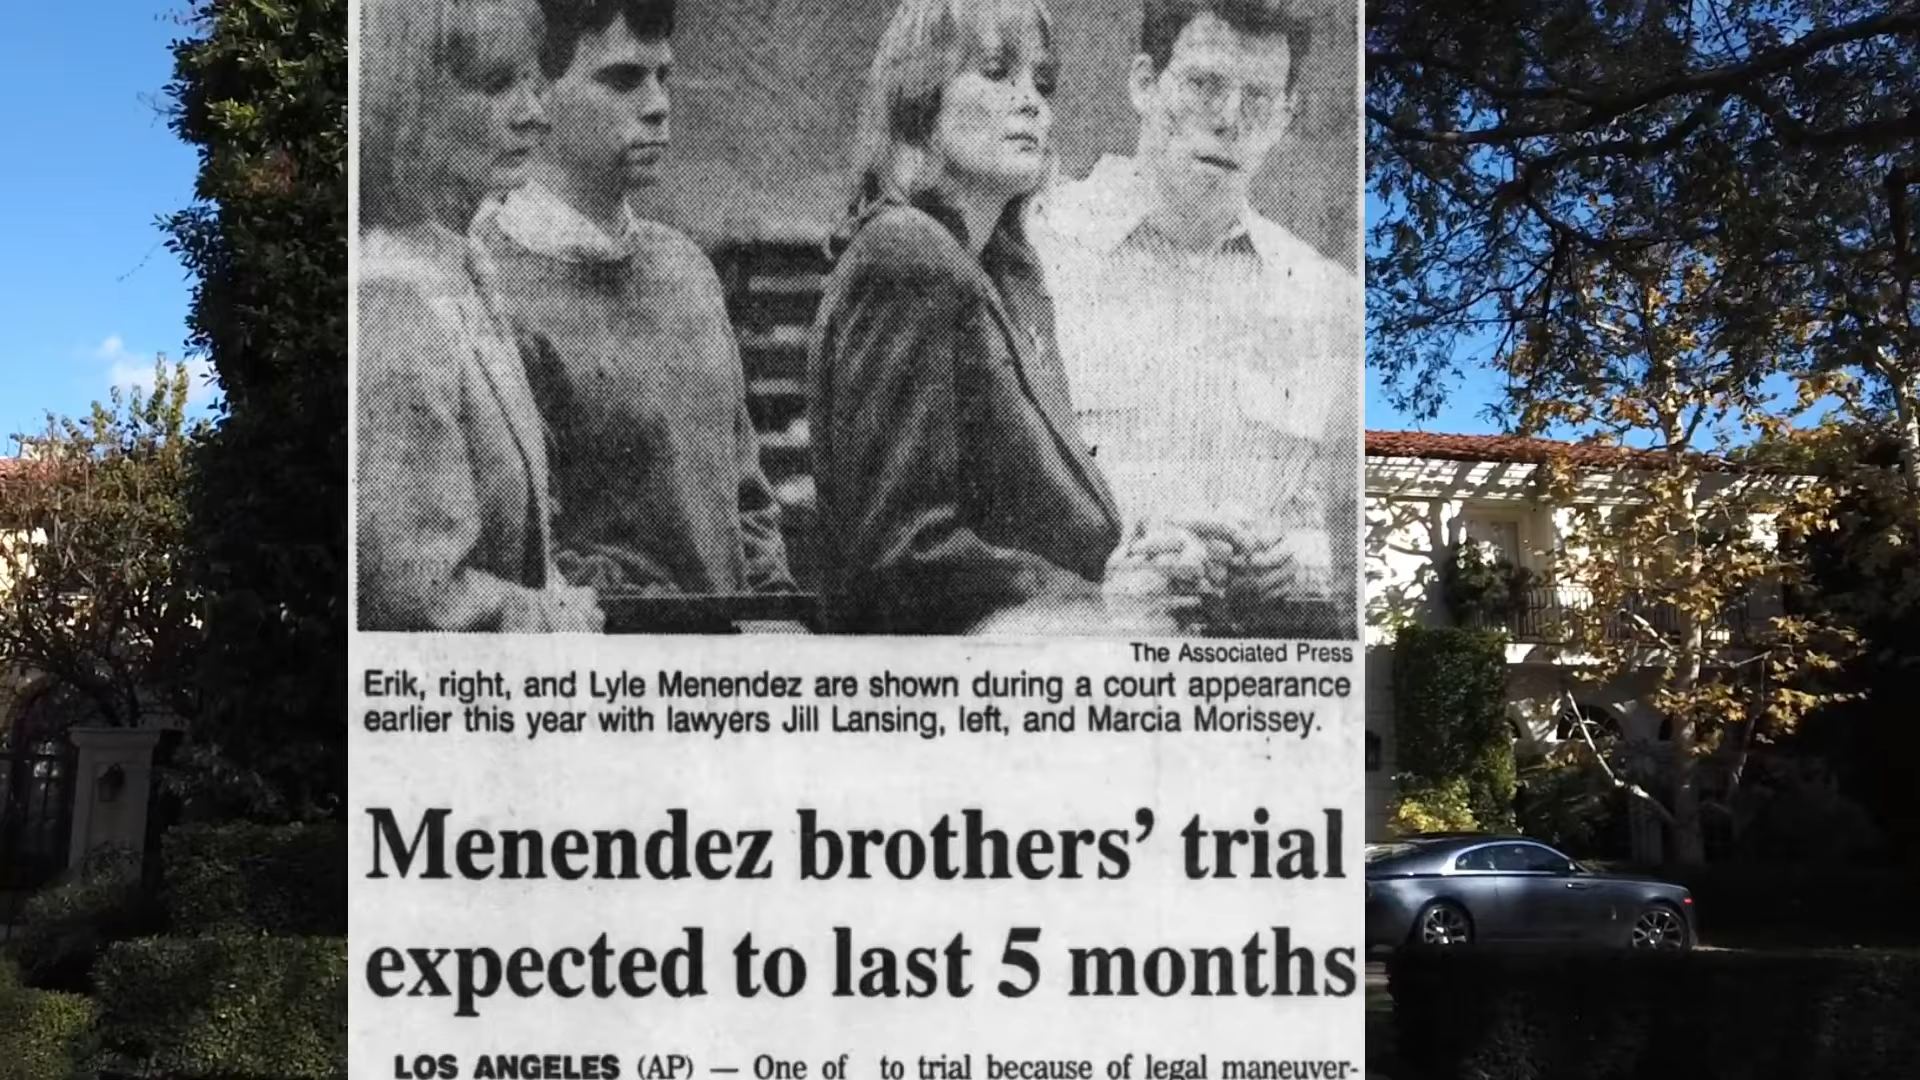 The Associated Press
Erik, right, and Lyle Menendez are shown during a court appearance
earlier this year with lawyers Jill Lansing, left, and Marcia Morissey.
Menendez brothers’ trial
expected to last 5 months
LOS ANGELES (AP) — One of to trial because of legal maneuver-